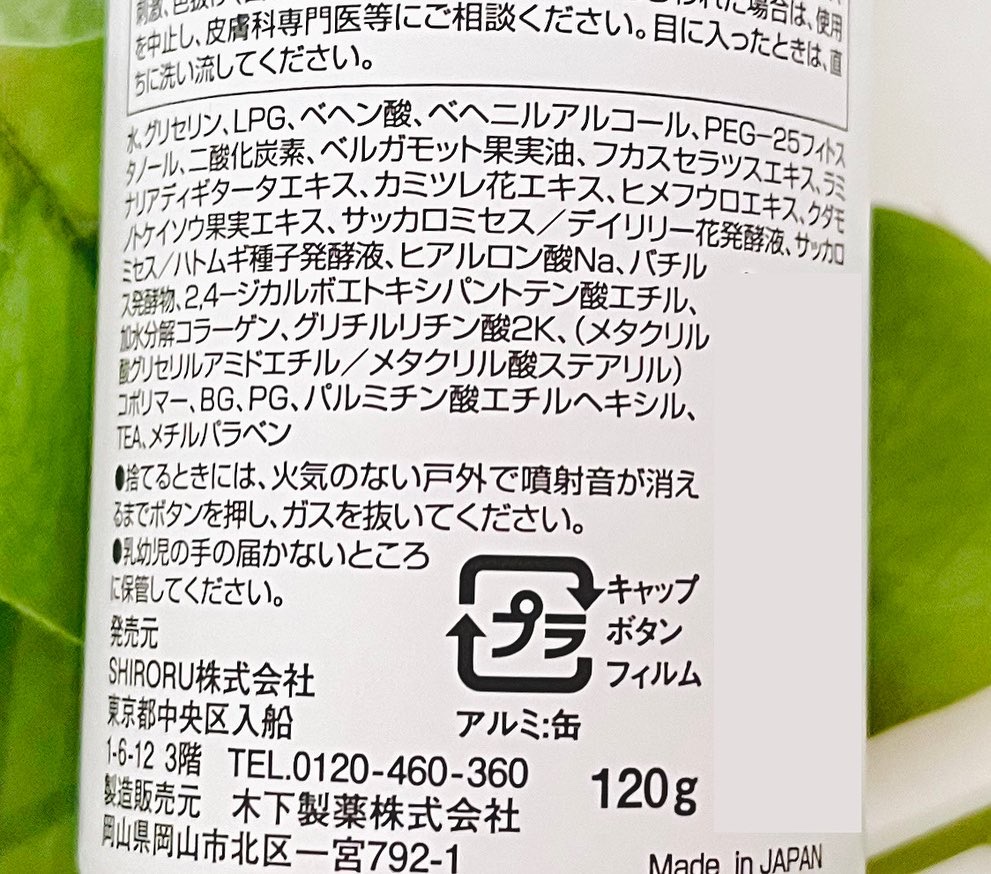 われた場合は、使用
を中止し、皮膚科専門医等にご相談ください。目に入ったときは、直
ちに洗い流してください。
水、グリセリン、LPG、ベヘン酸、ベヘニルアルコール、PEG-25フィトス
タノール、二酸化炭素、ベルガモット果実油、フカスセラツスエキス、ラミ
ナリアディギタータエキス、カミツレ花エキス、ヒメフウロエキス、クダモ
ノトケイソウ果実エキス、サッカロミセス/デイリリー花発酵液、サッカロ
ミセス/ハトムギ種子発酵液、ヒアルロン酸Na、バチル
ス発酵物、2,4-ジカルボエトキシパントテン酸エチル、
加水分解コラーゲン、グリチルリチン酸2K、(メタクリル
酸グリセリルアミドエチル/メタクリル酸ステアリル)
コポリマー、BG、PG、パルミチン酸エチルヘキシル、
TEA、メチルパラベン
●捨てるときには、火気のない戸外で噴射音が消え
るまでボタンを押し、ガスを抜いてください。
●乳幼児の手の届かないところ
に保管してください。
プラ
キャップ
ボタン
フィルム
アルミ:缶
発売元
SHIRORU株式会社
東京都中央区入船
1-6-12 3階 TEL.0120-460-360
製造販売元 木下製薬株式会社
岡山県岡山市北区一宮792-1
120g
Made in JAPAN